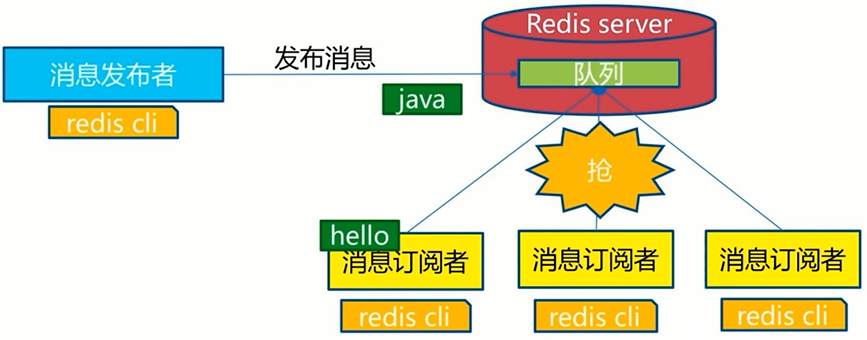 Redis server
消息发布者
发布消息
队列
java
redis cli
抢
hello
消息订阅者
消息订阅者
消息订阅者
redis cli
redis cli
redis cli